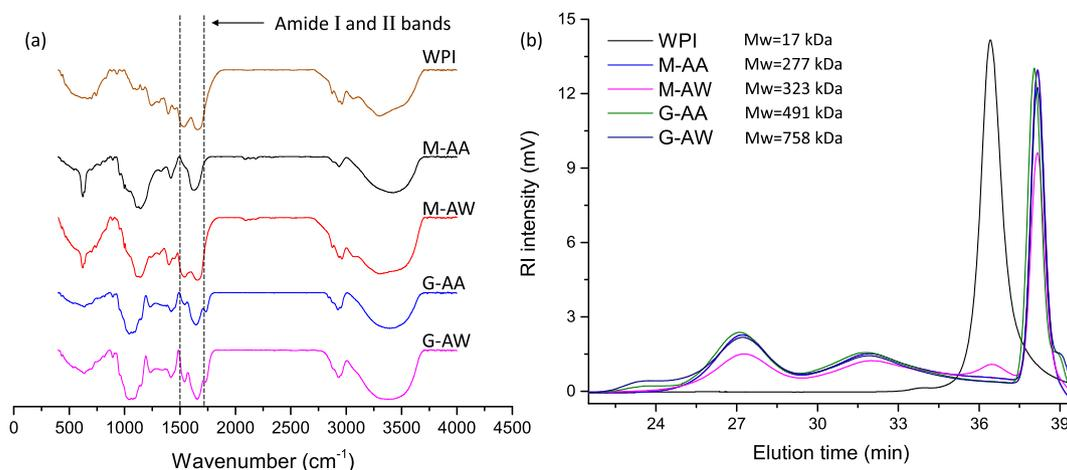 (a)
Amide I and II bands
WPI
M-AA
M-AW
G-AA
G-AW
0 500 1000 1500 2000 2500 3000 3500 4000 4500
Wavenumber (cm⁻¹)
(b)
15
12
9
6
3
0
RI intensity (mV)
WPI Mw=17 kDa
M-AA Mw=277 kDa
M-AW Mw=323 kDa
G-AA Mw=491 kDa
G-AW Mw=758 kDa
24 27 30 33 36 39
Elution time (min)